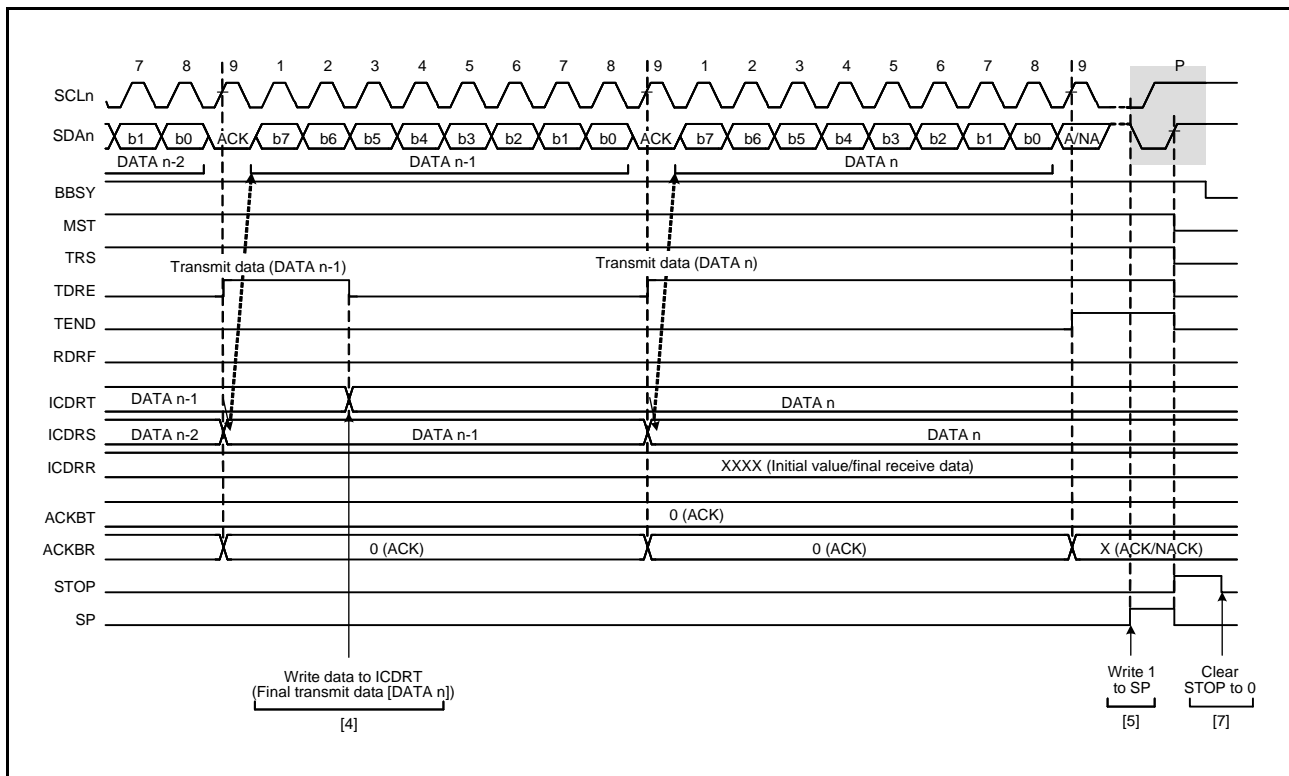 7 8 9 1 2 3 4 5 6 7 8 9 1 2 3 4 5 6 7 8 9 P
SCLn
SDAn b1 b0 ACK b7 b6 b5 b4 b3 b2 b1 b0 ACK b7 b6 b5 b4 b3 b2 b1 b0 A/NA
DATA n-2 DATA n-1 DATA n
BBSY
MST
TRS
Transmit data (DATA n-1) Transmit data (DATA n)
TDRE
TEND
RDRF
ICDRT DATA n-1 DATA n
ICDRS DATA n-2 DATA n-1 DATA n
ICDRR XXXX (Initial value/final receive data)
ACKBT 0 (ACK)
ACKBR 0 (ACK) 0 (ACK) X (ACK/NACK)
STOP
SP
Write data to ICDRT
(Final transmit data [DATA n])
[4]
Write 1
to SP
[5]
Clear
STOP to 0
[7]